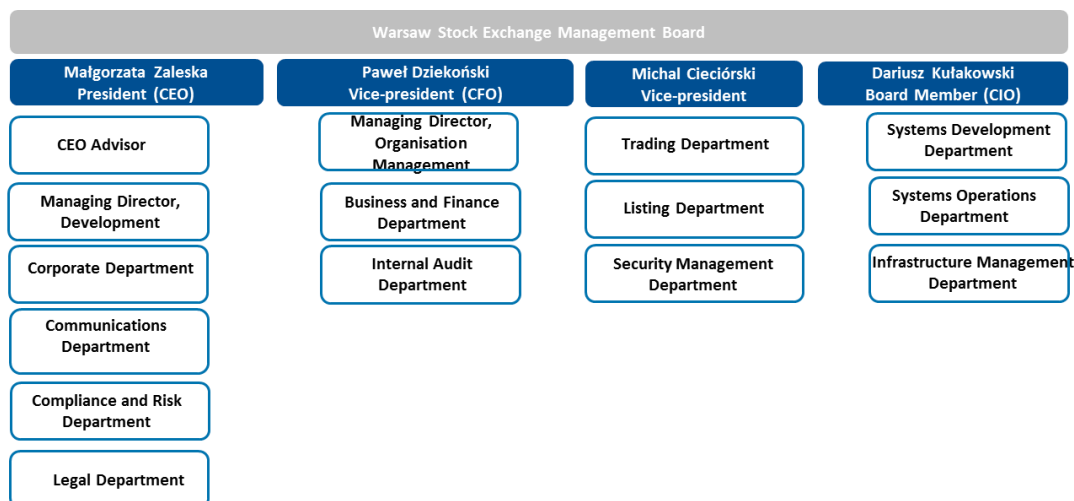 Warsaw Stock Exchange Management Board
Małgorzata Zaleska
President (CEO)
CEO Advisor
Managing Director,
Development
Corporate Department
Communications
Department
Compliance and Risk
Department
Legal Department
Paweł Dziekoński
Vice-president (CFO)
Managing Director,
Organisation
Management
Business and Finance
Department
Internal Audit
Department
Michal Cieciórski
Vice-president
Trading Department
Listing Department
Security Management
Department
Dariusz Kułakowski
Board Member (CIO)
Systems Development
Department
Systems Operations
Department
Infrastructure Management
Department